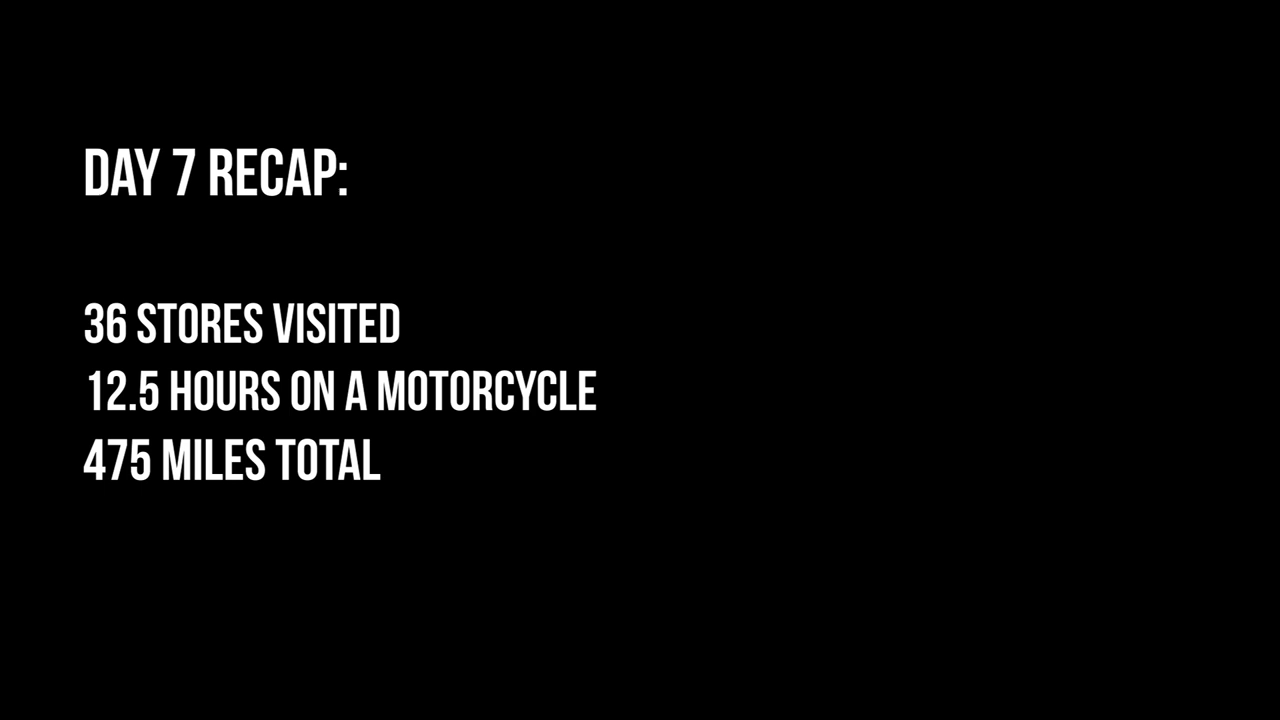 DAY 7 RECAP:
36 STORES VISITED
12.5 HOURS ON A MOTORCYCLE
475 MILES TOTAL